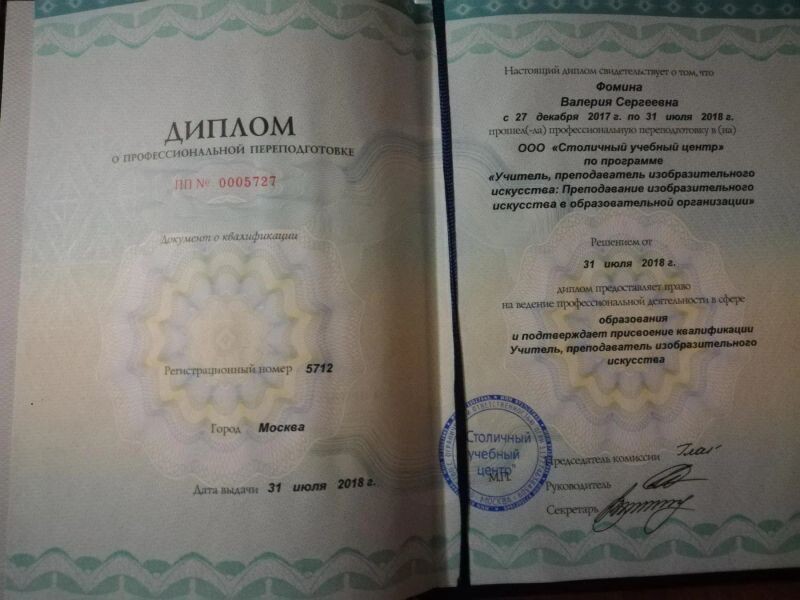 ДИПЛОМ
О ПРОФЕССИОНАЛЬНОЙ ПЕРЕПОДГОТОВКЕ
ПП № 0005727
Документ о квалификации
Регистрационный номер 5712
Город Москва
Дата выдачи 31 июля 2018 г.
Настоящий диплом свидетельствует о том, что
Фомина
Валерия Сергеевна
с 27 декабря 2017 г. по 31 июля 2018 г.
прошел(-ла) профессиональную переподготовку в (на)
ООО «Столичный учебный центр»
по программе
«Учитель, преподаватель изобразительного
искусства: Преподавание изобразительного
искусства в образовательной организации»
Решением от
31 июля 2018 г.
диплом предоставляет право
на ведение профессиональной деятельности в сфере
образования
и подтверждает присвоение квалификации
Учитель, преподаватель изобразительного
искусства
"Столичный
учебный
центр"
М.П.
МОСКВА
Председатель комиссии
Руководитель
Секретарь